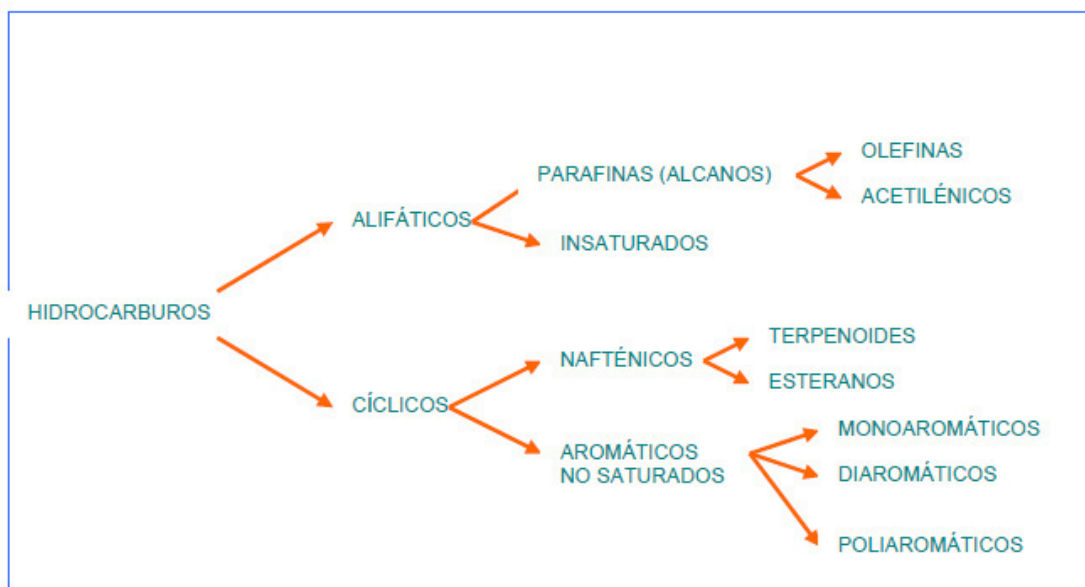 OLEFINAS
PARAFINAS (ALCANOS)
ACETILÉNICOS
ALIFÁTICOS
INSATURADOS
HIDROCARBUROS
TERPENOIDES
NAFTÉNICOS
ESTERANOS
CÍCLICOS
MONOAROMÁTICOS
AROMÁTICOS
NO SATURADOS
DIAROMÁTICOS
POLIAROMÁTICOS